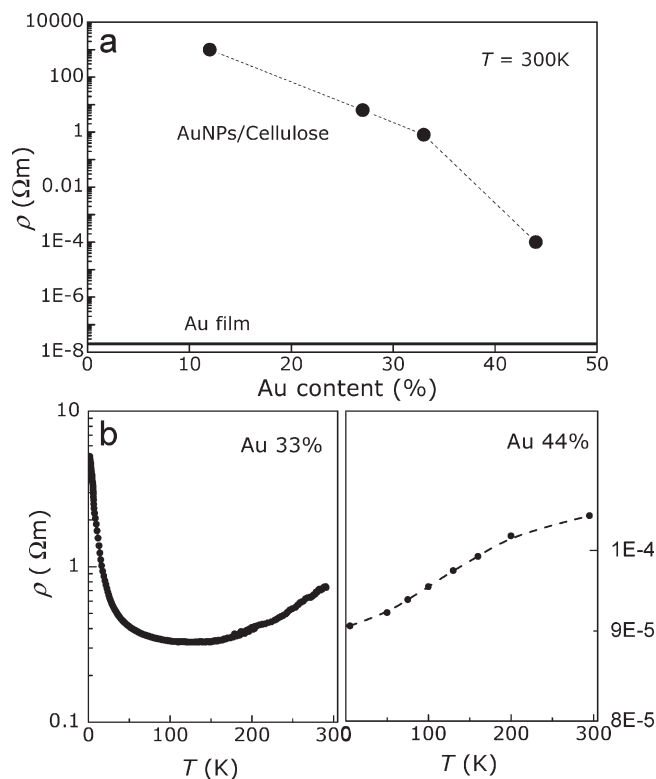 a
10000
T = 300K
100
AuNPs/Cellulose
1
ρ (Ωm)
0.01
1E-4
1E-6
Au film
1E-8
0 10 20 30 40 50
Au content (%)
b
10
Au 33%
Au 44%
ρ ( Ωm)
1
1E-4
9E-5
0.1
8E-5
0 100 200 300
0 100 200 300
T (K)
T (K)